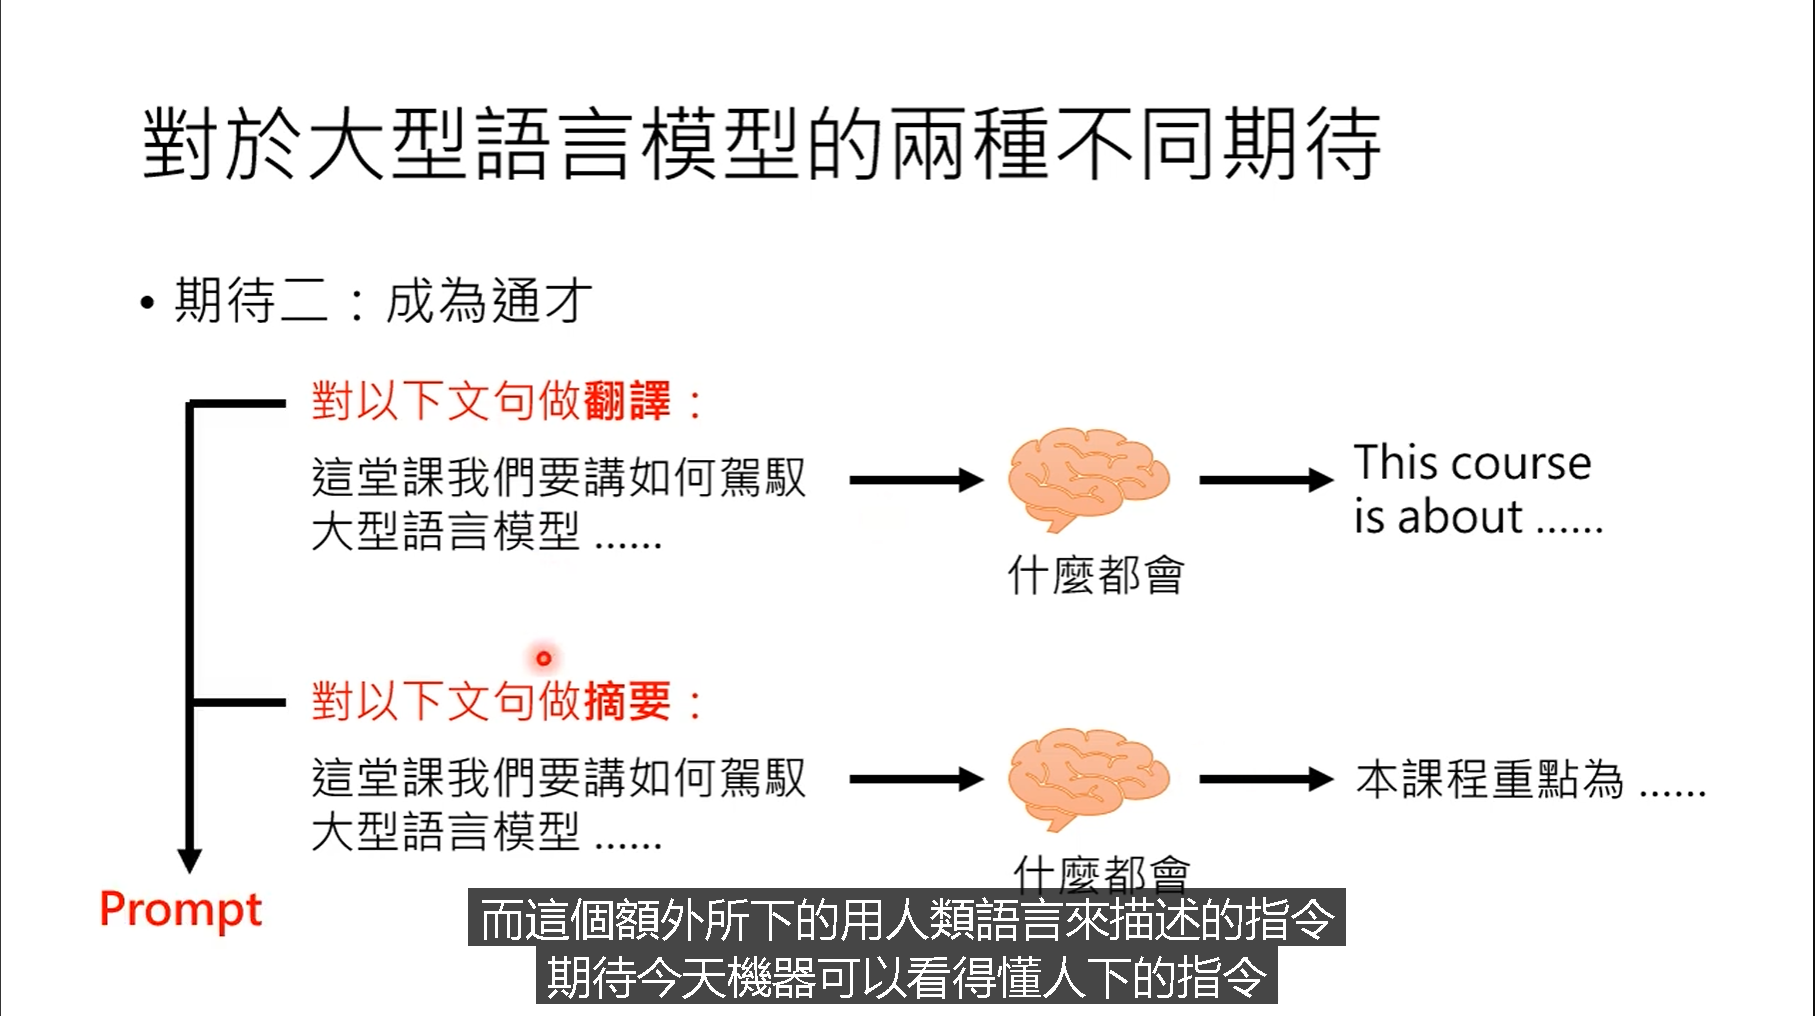 對於大型語言模型的兩種不同期待
• 期待二：成為通才
對以下文句做翻譯：
這堂課我們要講如何駕馭
大型語言模型 ......
什麼都會
This course
is about ......
對以下文句做摘要：
這堂課我們要講如何駕馭
大型語言模型 ......
什麼都會
本課程重點為 ......
Prompt
而這個額外所下的用人類語言來描述的指令
期待今天機器可以看得懂人下的指令